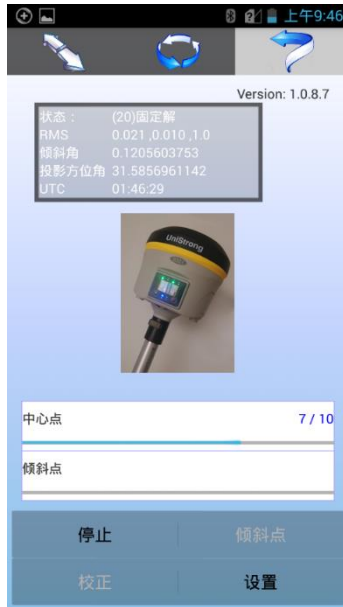 上午9:46
Version: 1.0.8.7
状态： (20)固定解
RMS 0.021 ,0.010 ,1.0
倾斜角 0.1205603753
投影方位角 31.5856961142
UTC 01:46:29
UniStrong
中心点 7 / 10
倾斜点
停止 倾斜点
校正 设置